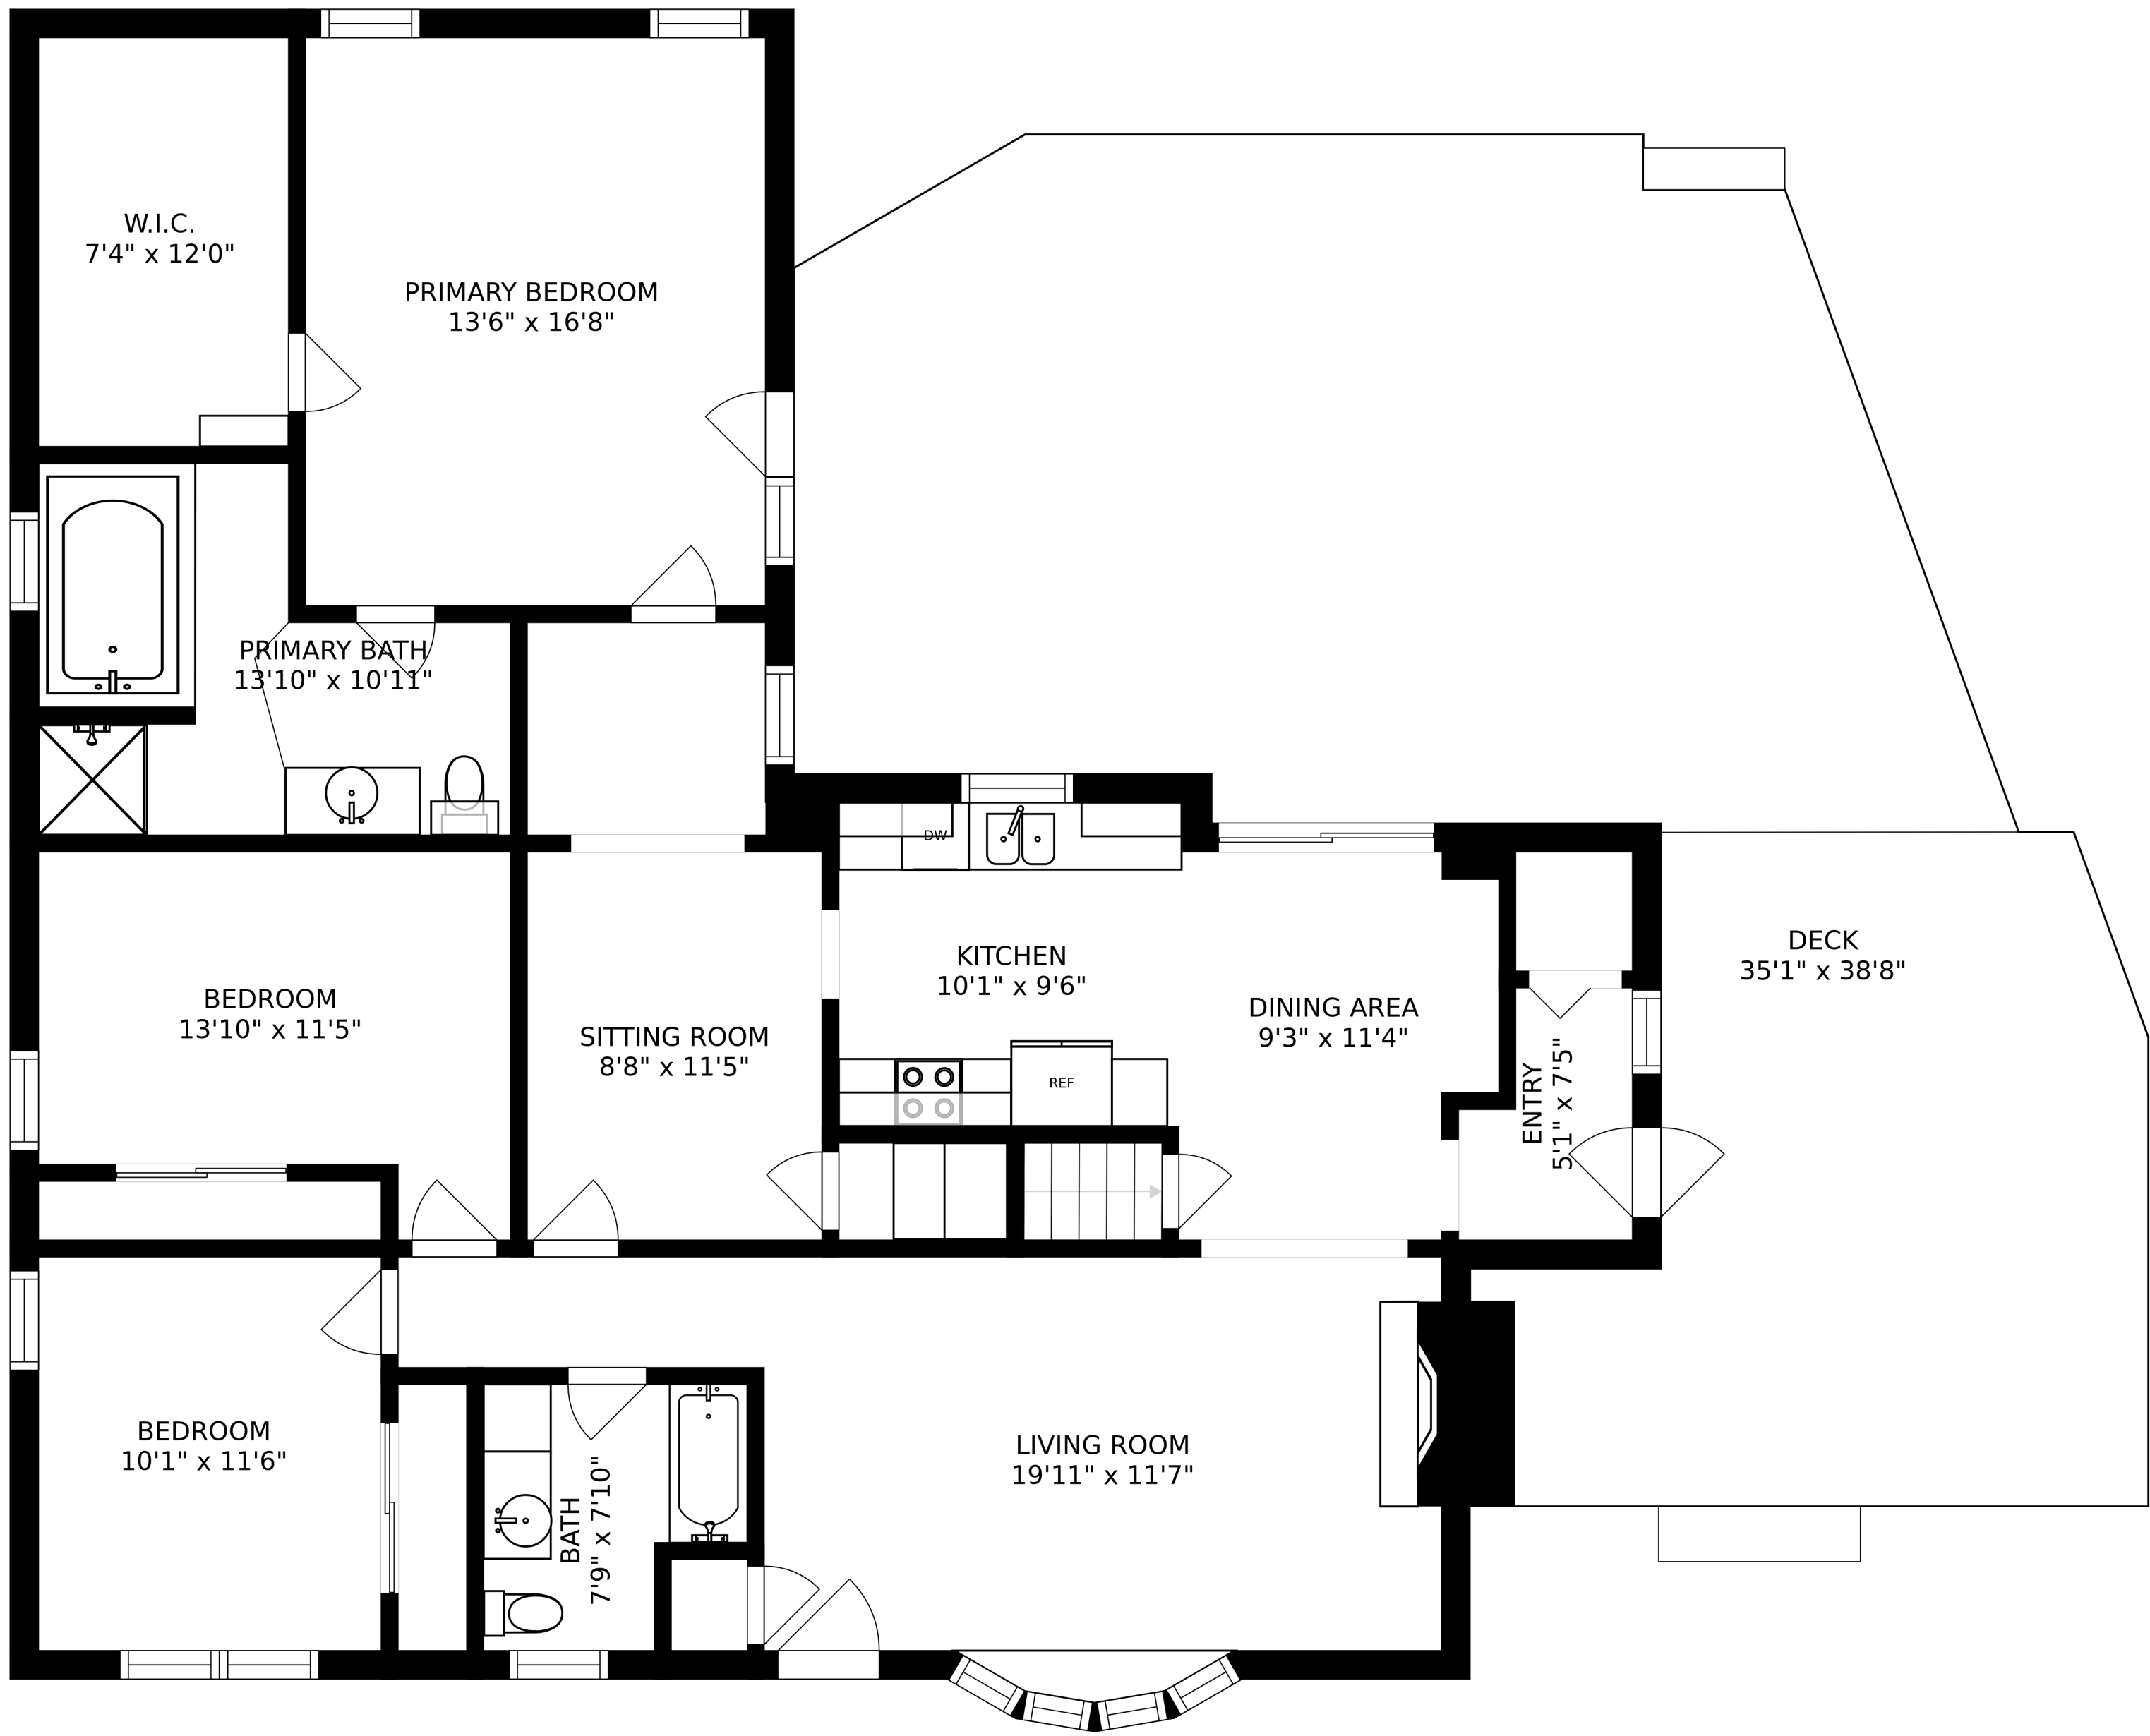 W.I.C.
7'4" x 12'0"
PRIMARY BEDROOM
13'6" x 16'8"
PRIMARY BATH
13'10" x 10'11"
DW
KITCHEN
10'1" x 9'6"
DECK
35'1" x 38'8"
BEDROOM
13'10" x 11'5"
SITTING ROOM
8'8" x 11'5"
DINING AREA
9'3" x 11'4"
REF
ENTRY
5'1" x 7'5"
BEDROOM
10'1" x 11'6"
BATH
7'9" x 7'10"
LIVING ROOM
19'11" x 11'7"